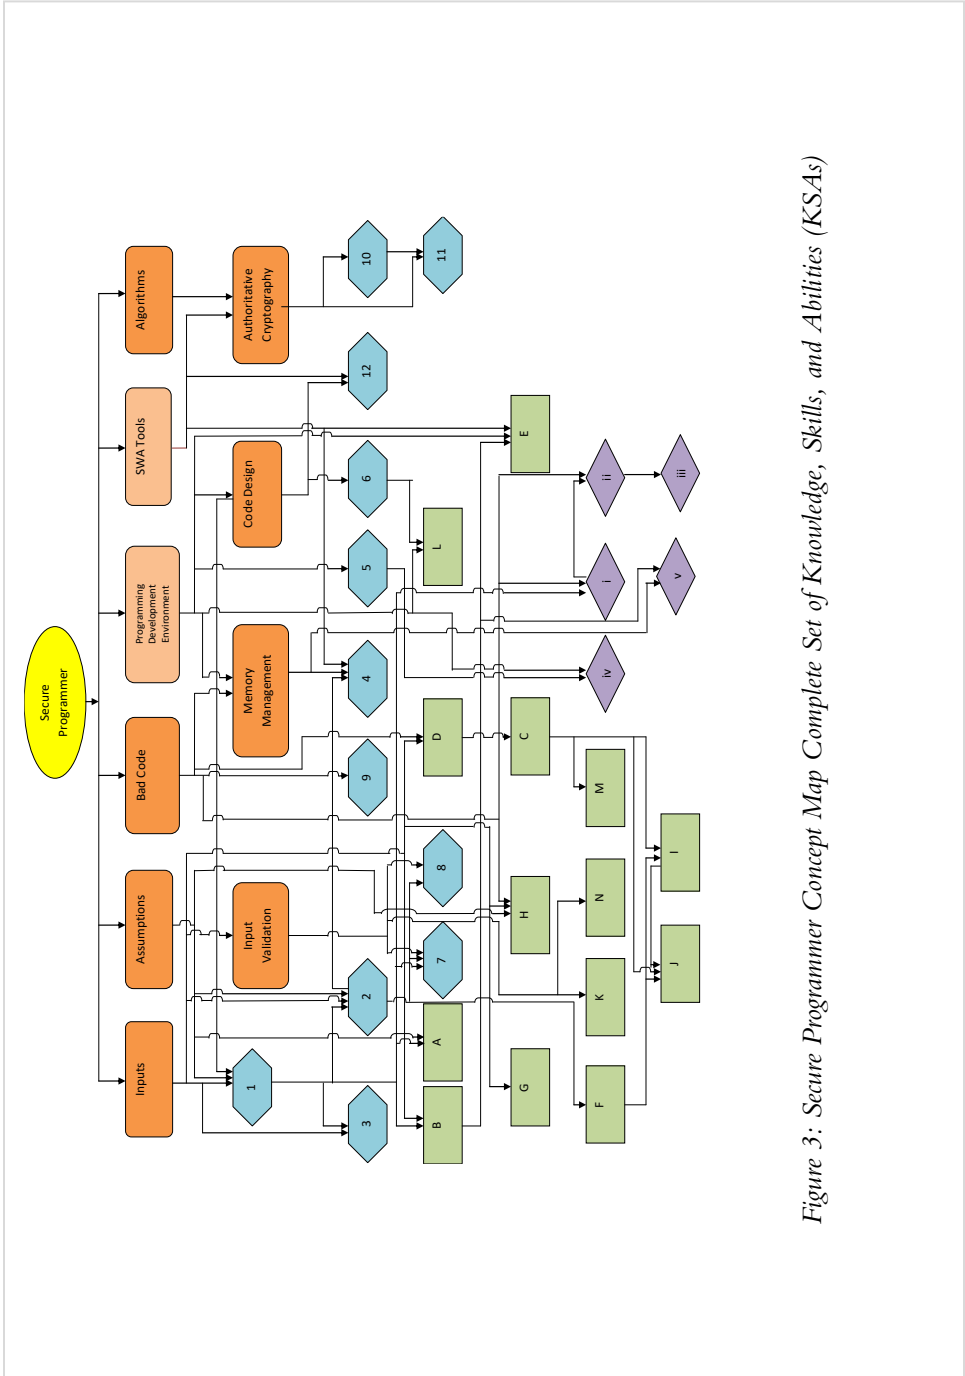 Secure
Programmer
Inputs
Assumptions
Bad Code
Programming
Development
Environment
SWA Tools
Algorithms
Input
Validation
Memory
Management
Code Design
Authoritative
Cryptography
1
3
2
9
4
5
6
12
10
B
A
7
8
D
L
11
G
H
C
E
F
K
N
M
iv
i
ii
J
I
v
iii
Figure 3: Secure Programmer Concept Map Complete Set of Knowledge, Skills, and Abilities (KSAs)